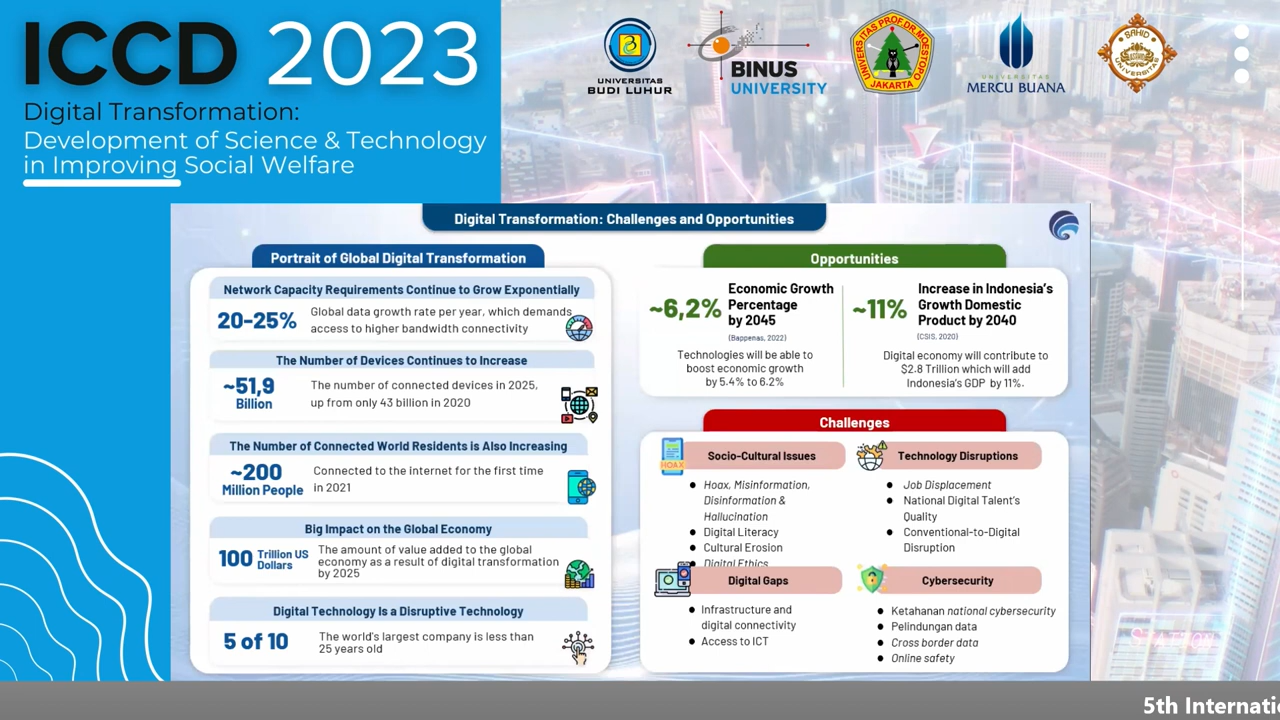 ICCD 2023
Digital Transformation:
Development of Science & Technology
in Improving Social Welfare
UNIVERSITAS
BUDI LUHUR
BINUS
UNIVERSITY
UNIVERSITAS PROF.DR.MOESTOPO
JAKARTA
UNIVERSITAS
MERCU BUANA
SAHID
UNIVERSITAS
Digital Transformation: Challenges and Opportunities
Portrait of Global Digital Transformation
Network Capacity Requirements Continue to Grow Exponentially
20-25%
Global data growth rate per year, which demands
access to higher bandwidth connectivity
The Number of Devices Continues to Increase
~51,9
Billion
The number of connected devices in 2025,
up from only 43 billion in 2020
The Number of Connected World Residents is Also Increasing
~200
Million People
Connected to the internet for the first time
in 2021
Big Impact on the Global Economy
100 Trillion US
Dollars
The amount of value added to the global
economy as a result of digital transformation
by 2025
Digital Technology Is a Disruptive Technology
5 of 10
The world's largest company is less than
25 years old
Opportunities
~6,2%
Economic Growth
Percentage
by 2045
(Bappenas, 2022)
Technologies will be able to
boost economic growth
by 5.4% to 6.2%
~11%
Increase in Indonesia's
Growth Domestic
Product by 2040
(CSIS, 2020)
Digital economy will contribute to
$2.8 Trillion which will add
Indonesia's GDP by 11%.
Challenges
HOAX
Socio-Cultural Issues
● Hoax, Misinformation,
Disinformation &
Hallucination
● Digital Literacy
● Cultural Erosion
● Digital Ethics
Technology Disruptions
● Job Displacement
● National Digital Talent's
Quality
● Conventional-to-Digital
Disruption
Digital Gaps
● Infrastructure and
digital connectivity
● Access to ICT
Cybersecurity
● Ketahanan national cybersecurity
● Pelindungan data
● Cross border data
● Online safety
5th Internatio